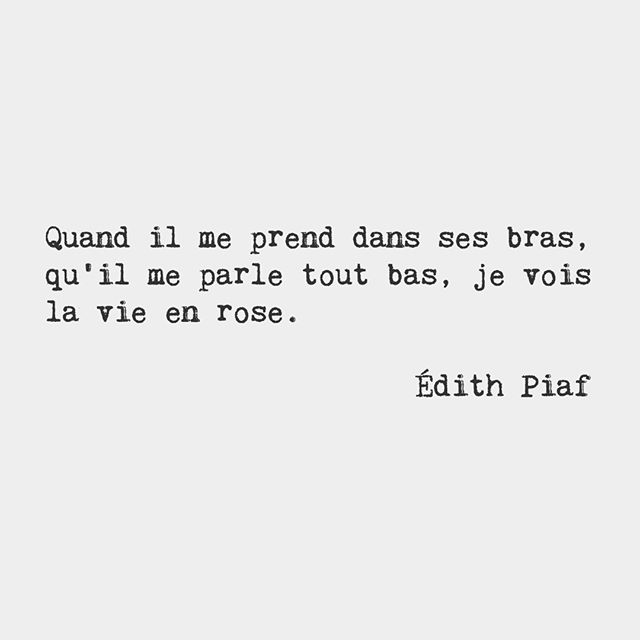 Quand il me prend dans ses bras,
qu'il me parle tout bas, je vois
la vie en rose.
Édith Piaf